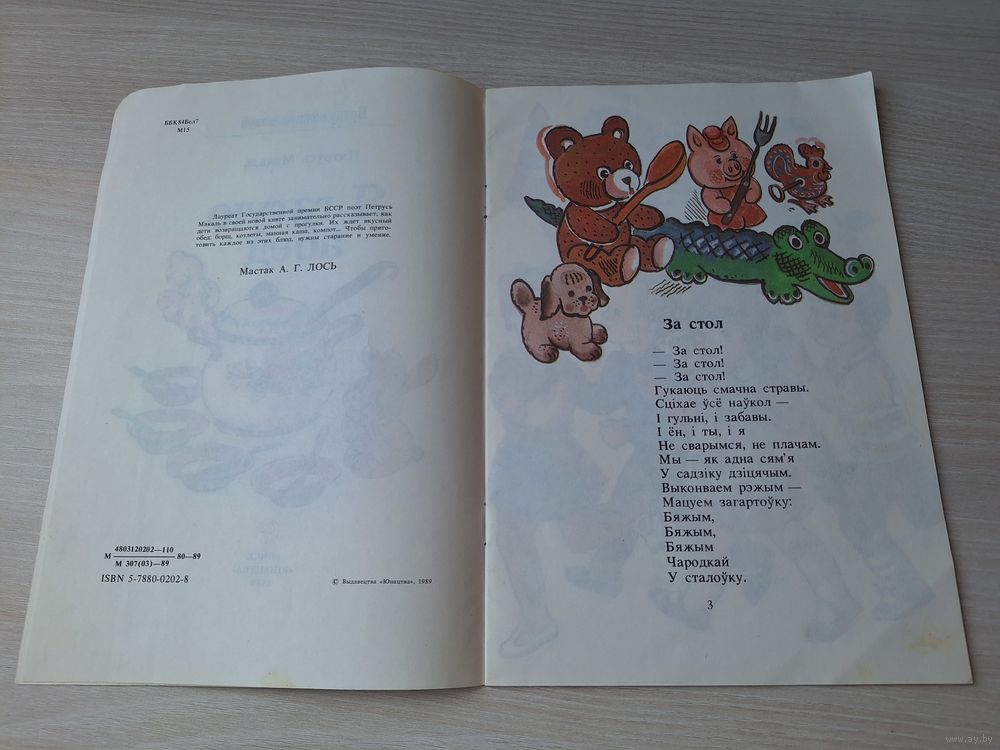 ББК84Бел7
М15
Лауреат Государственной премии БССР поэт Петрусь
Макаль в своей новой книге занимательно рассказывает, как
дети возвращаются домой с прогулки. Их ждет вкусный
обед: борщ, котлеты, манная каша, компот... Чтобы приго-
товить каждое из этих блюд, нужны старание и умение.
Мастак А. Г. ЛОСЬ
4803120202—110
М 80—89
М 307(03)—89
ISBN 5-7880-0202-8
© Выдавецтва «Юнацтва», 1989
За стол
— За стол!
— За стол!
— За стол!
Гукаюць смачна стравы.
Сціхае ўсё наўкол —
І гульні, і забавы.
І ён, і ты, і я
Не сварымся, не плачам.
Мы — як адна сям'я
У садзіку дзіцячым.
Выконваем рэжым —
Мацуем загартоўку:
Бяжым,
Бяжым,
Бяжым
Чародкай
У сталоўку.
3
www.ay.by